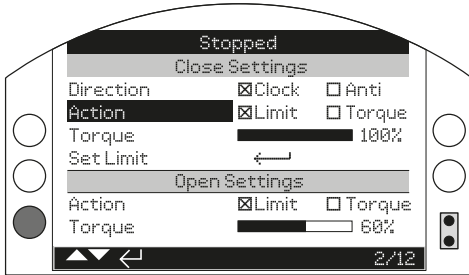 Stopped
Close Settings
Direction ☒Clock ☐Anti
Action ☒Limit ☐Torque
Torque 100%
Set Limit
Open Settings
Action ☒Limit ☐Torque
Torque 60%
2/12